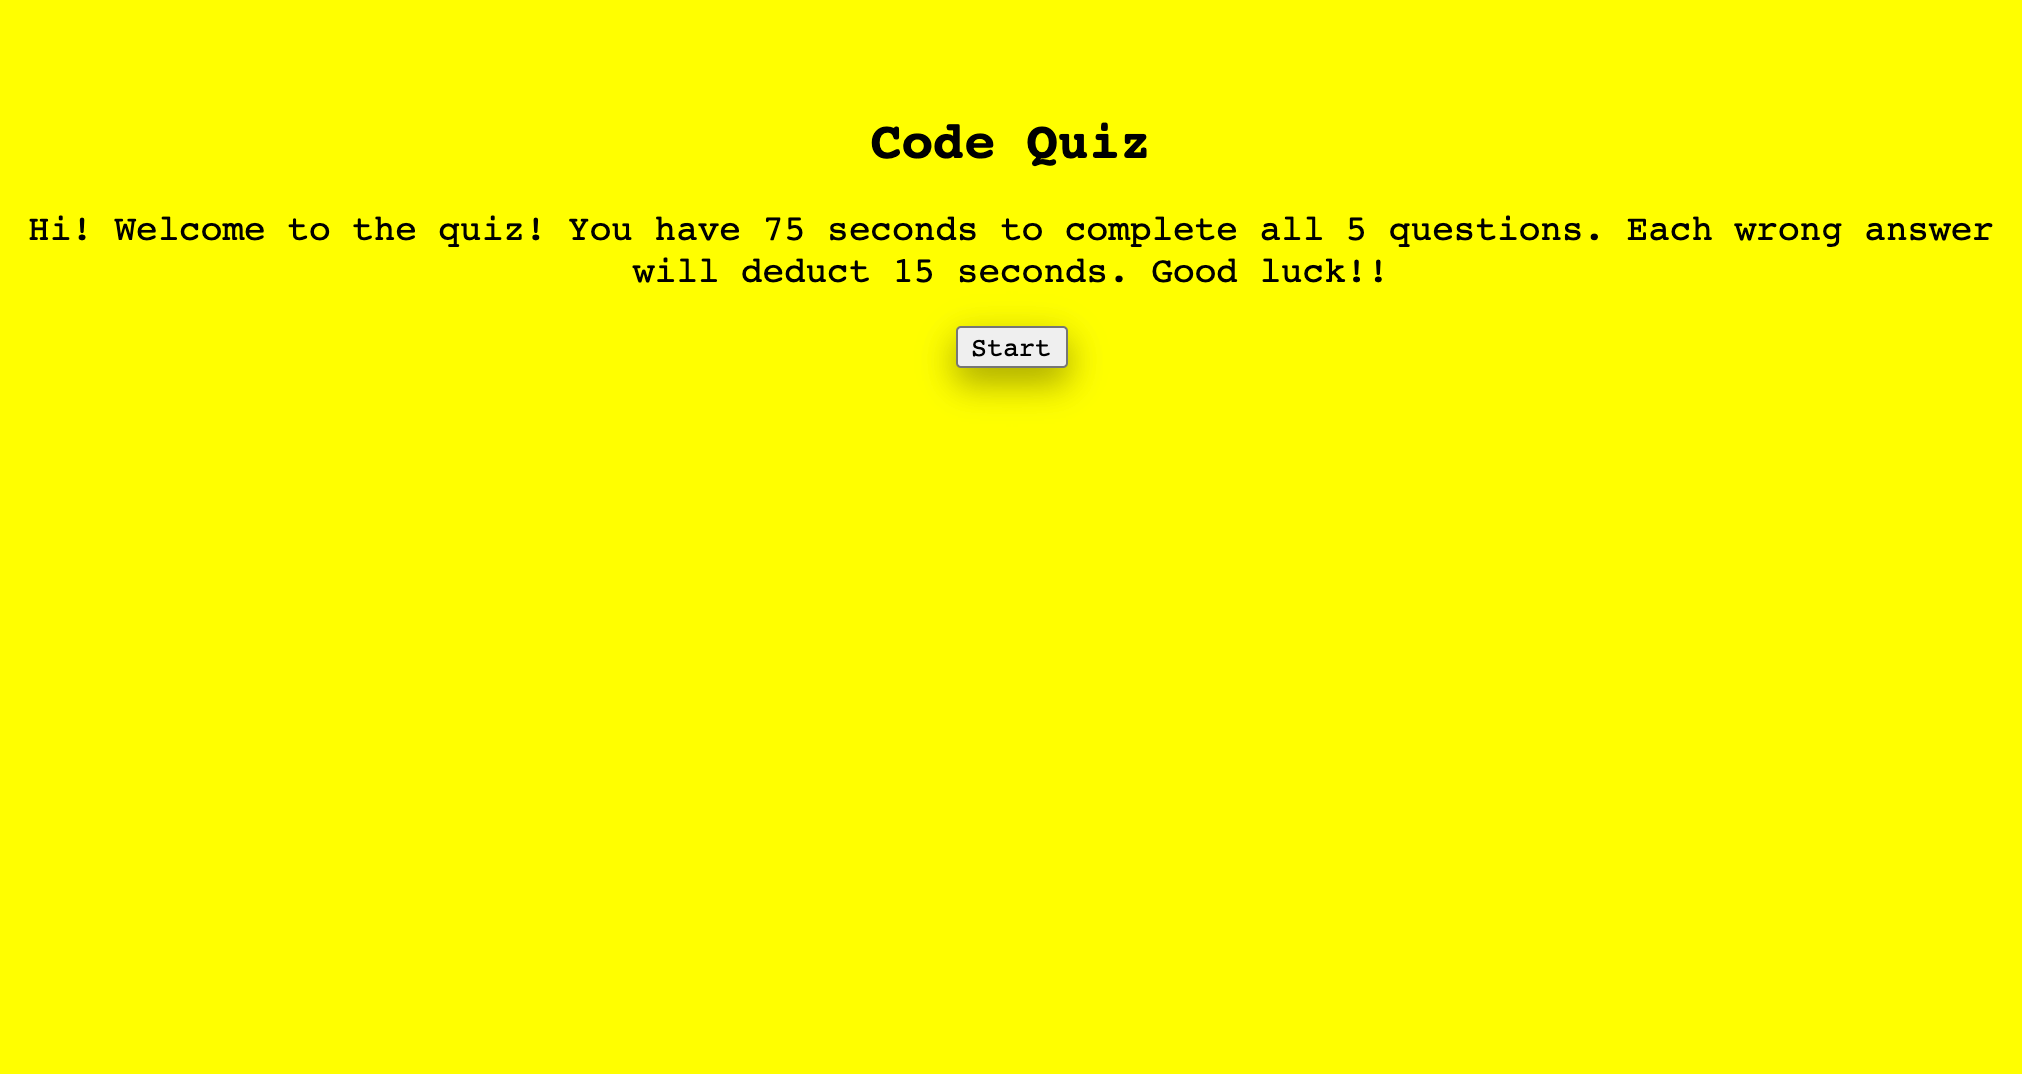 Code Quiz
Hi! Welcome to the quiz! You have 75 seconds to complete all 5 questions. Each wrong answer
will deduct 15 seconds. Good luck!!
Start